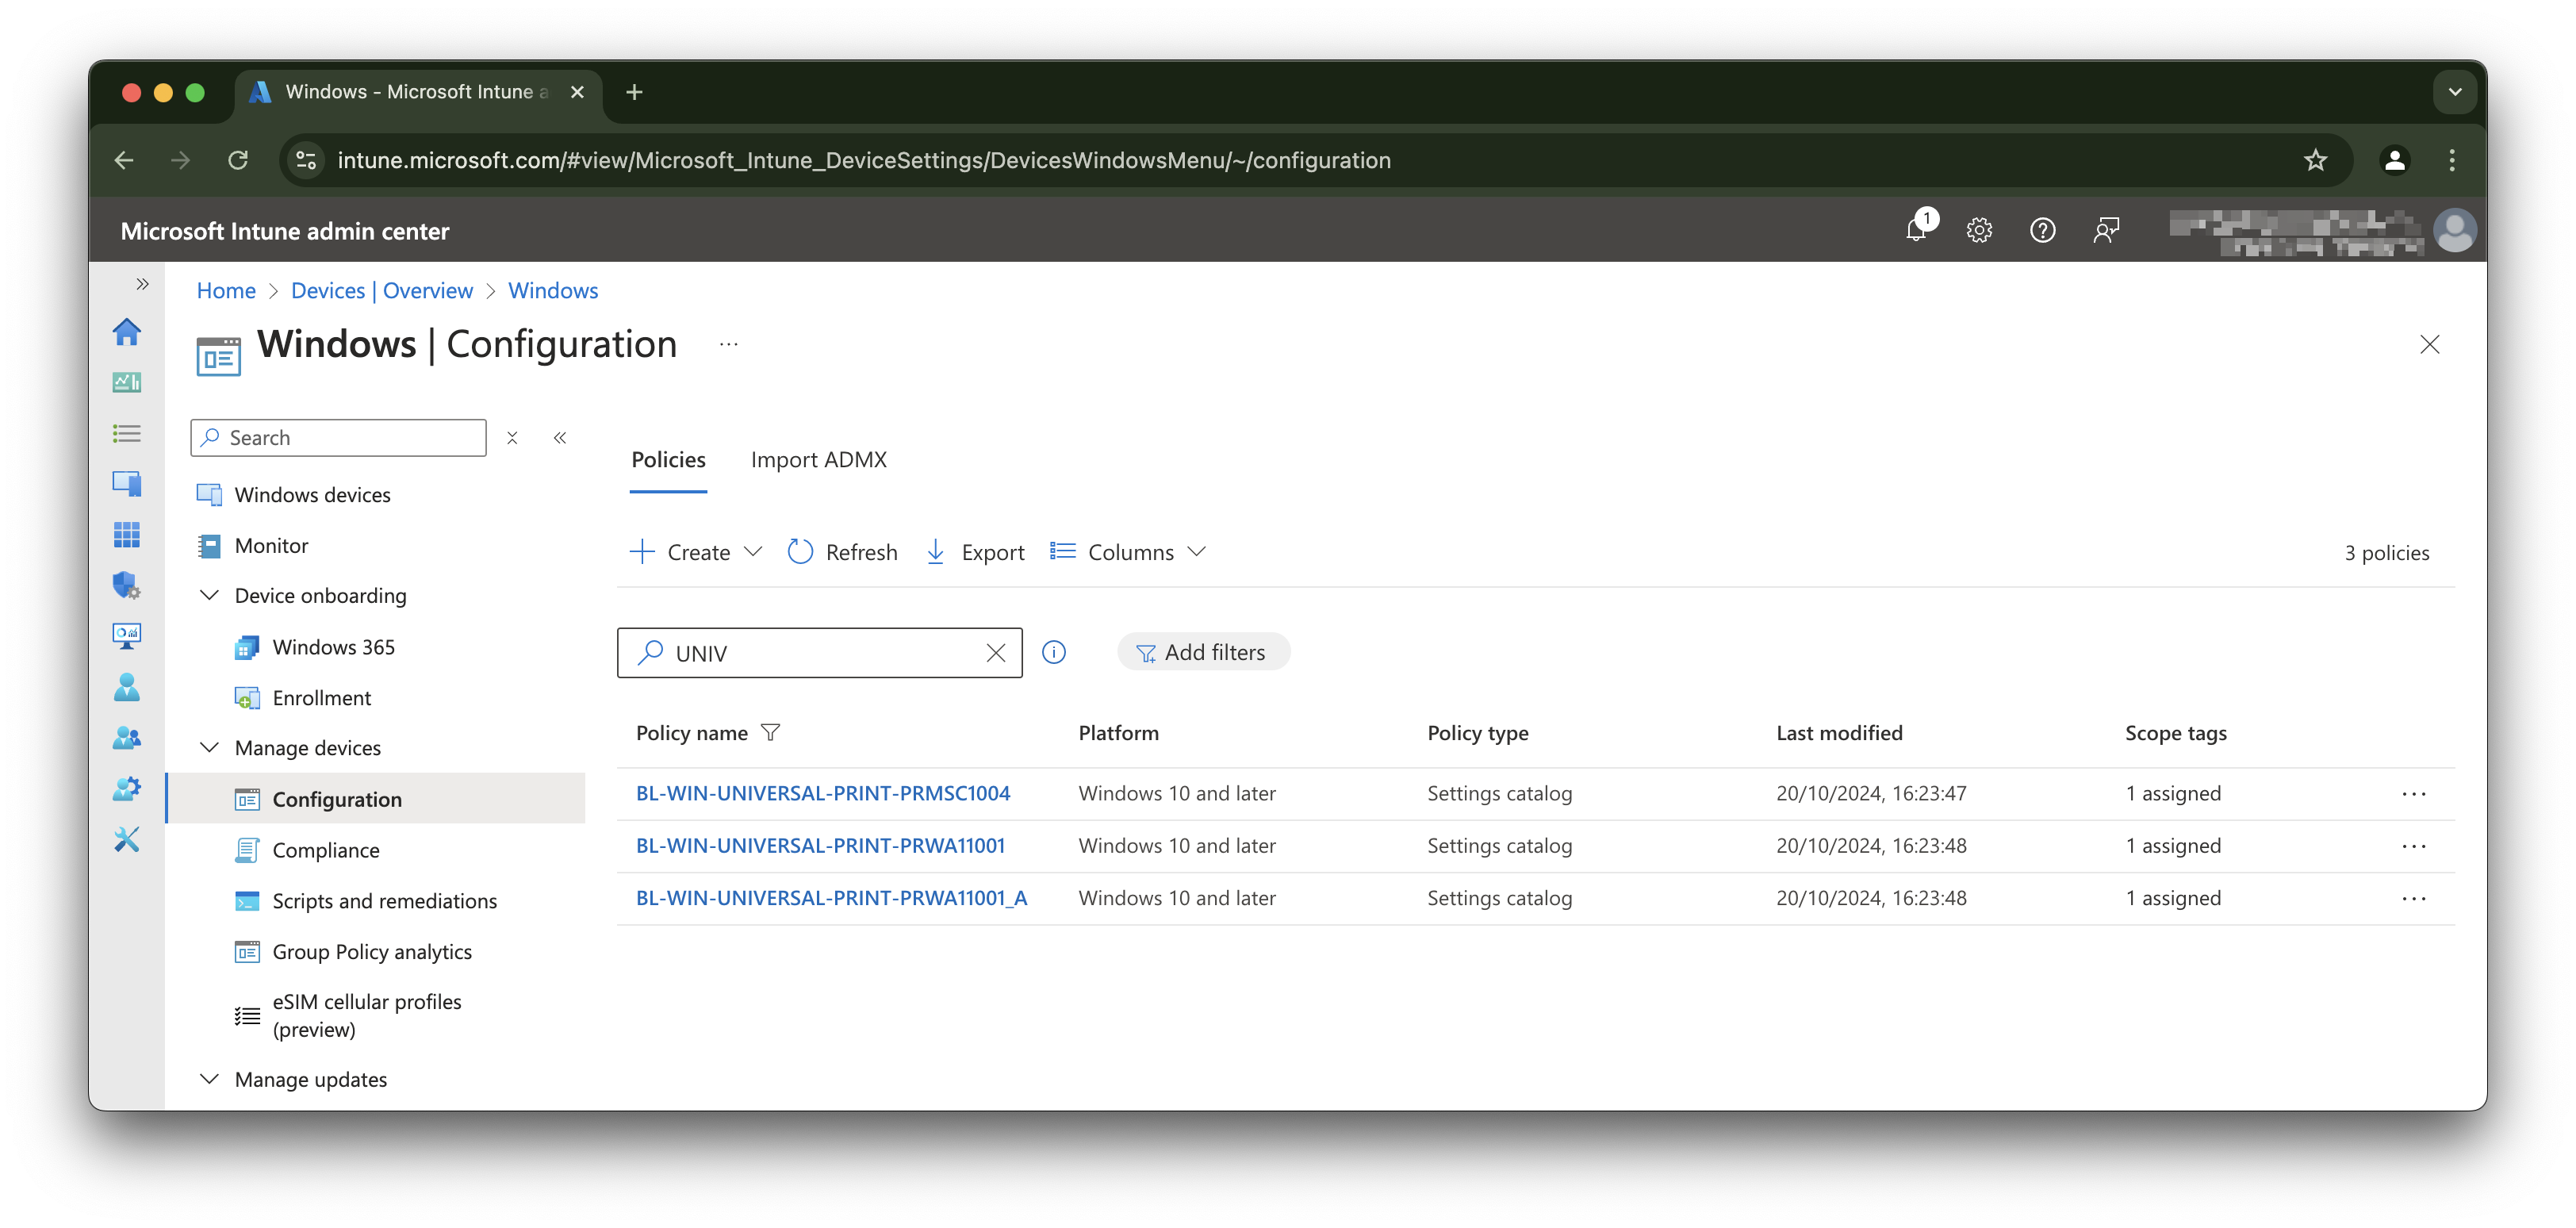 Windows - Microsoft Intune a
intune.microsoft.com/#view/Microsoft_Intune_DeviceSettings/DevicesWindowsMenu/~/configuration
Microsoft Intune admin center
1
Home > Devices | Overview > Windows
Windows | Configuration ...
Search
Windows devices
Monitor
Device onboarding
Windows 365
Enrollment
Manage devices
Configuration
Compliance
Scripts and remediations
Group Policy analytics
eSIM cellular profiles
(preview)
Manage updates
Policies Import ADMX
Create Refresh Export Columns 3 policies
UNIV Add filters
Policy name Platform Policy type Last modified Scope tags
BL-WIN-UNIVERSAL-PRINT-PRMSC1004 Windows 10 and later Settings catalog 20/10/2024, 16:23:47 1 assigned ...
BL-WIN-UNIVERSAL-PRINT-PRWA11001 Windows 10 and later Settings catalog 20/10/2024, 16:23:48 1 assigned ...
BL-WIN-UNIVERSAL-PRINT-PRWA11001_A Windows 10 and later Settings catalog 20/10/2024, 16:23:48 1 assigned ...